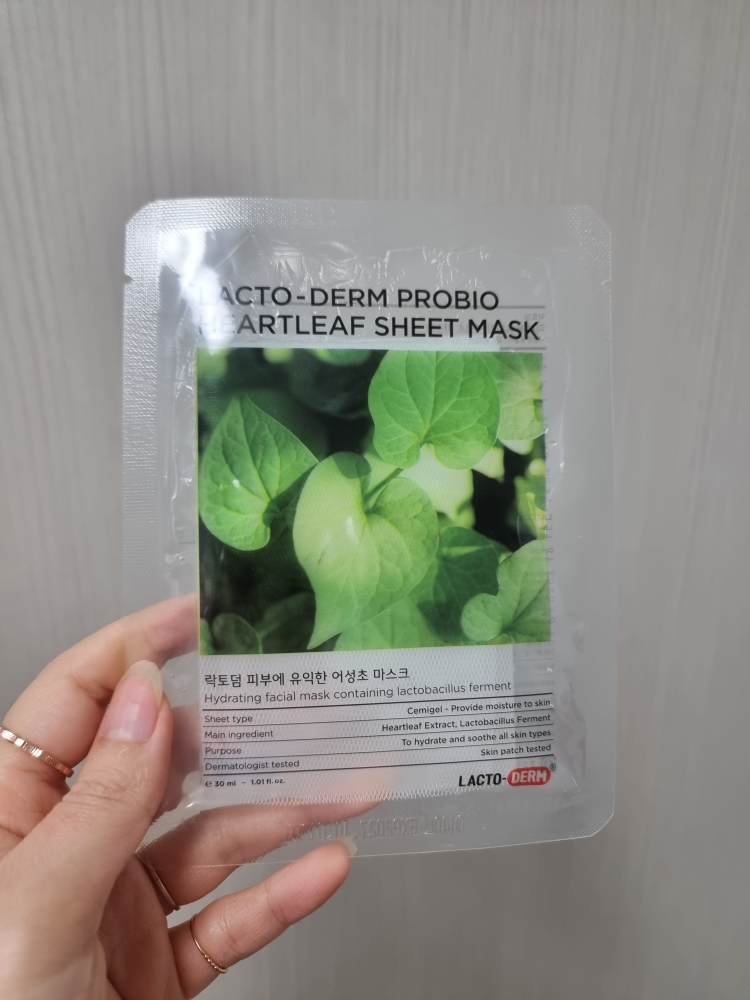 LACTO-DERM PROBIO
HEARTLEAF SHEET MASK
락토덤 피부에 유익한 어성초 마스크
Hydrating facial mask containing lactobacillus ferment
Sheet type Cemigel - Provide moisture to skin
Main ingredient Heartleaf Extract, Lactobacillus Ferment
Purpose To hydrate and soothe all skin types
Dermatologist tested Skin patch tested
℮ 30 ml - 1.01 fl.oz.
LACTO-DERM®